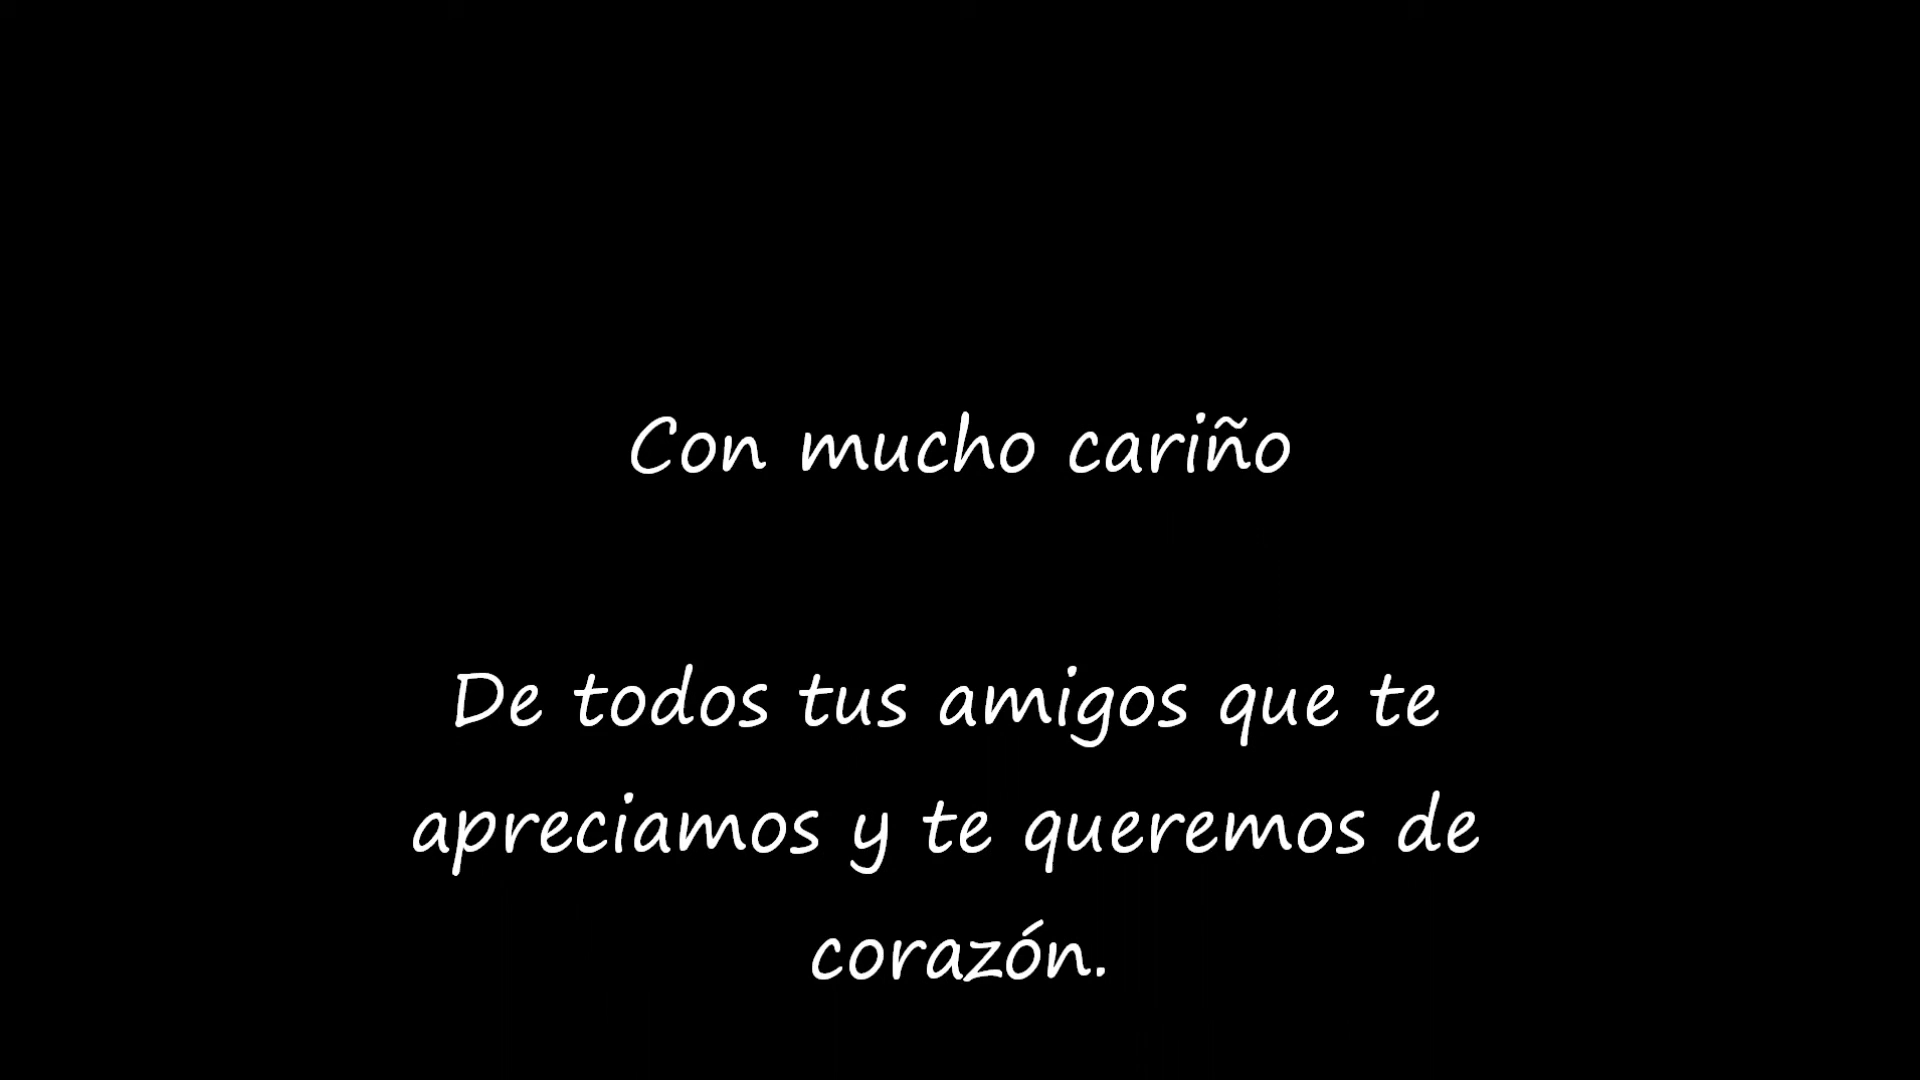 Con mucho cariño
De todos tus amigos que te
apreciamos y te queremos de
corazón.